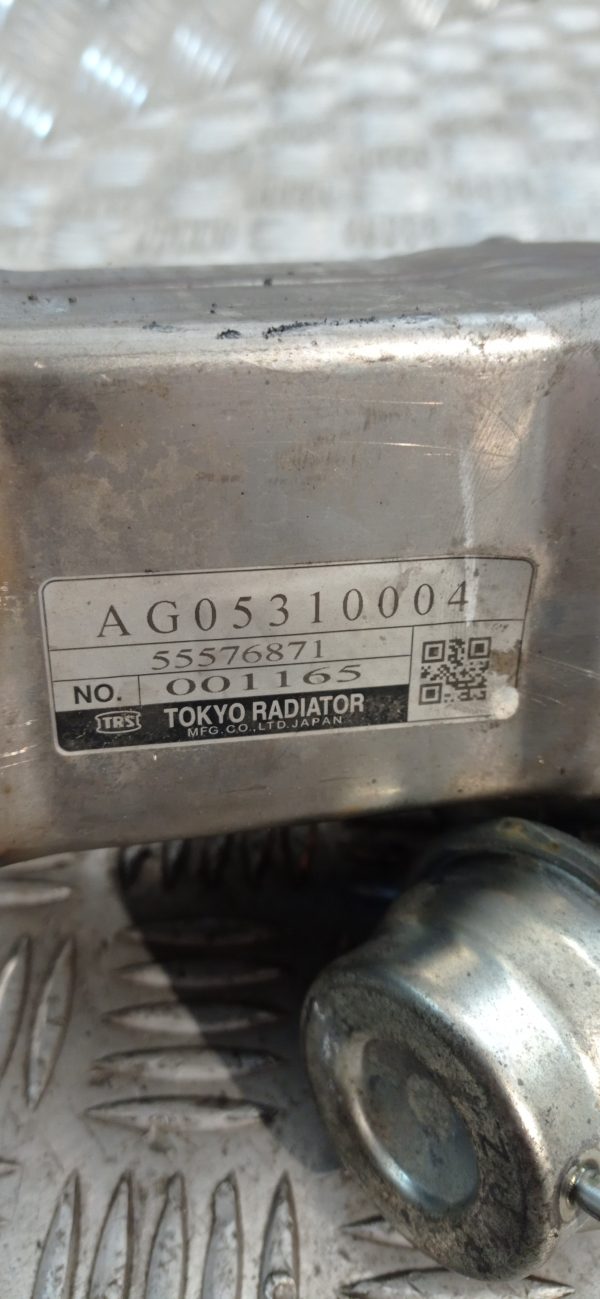 AG05310004
55576871
NO. 001165
TRS TOKYO RADIATOR
MFG.CO.,LTD.JAPAN